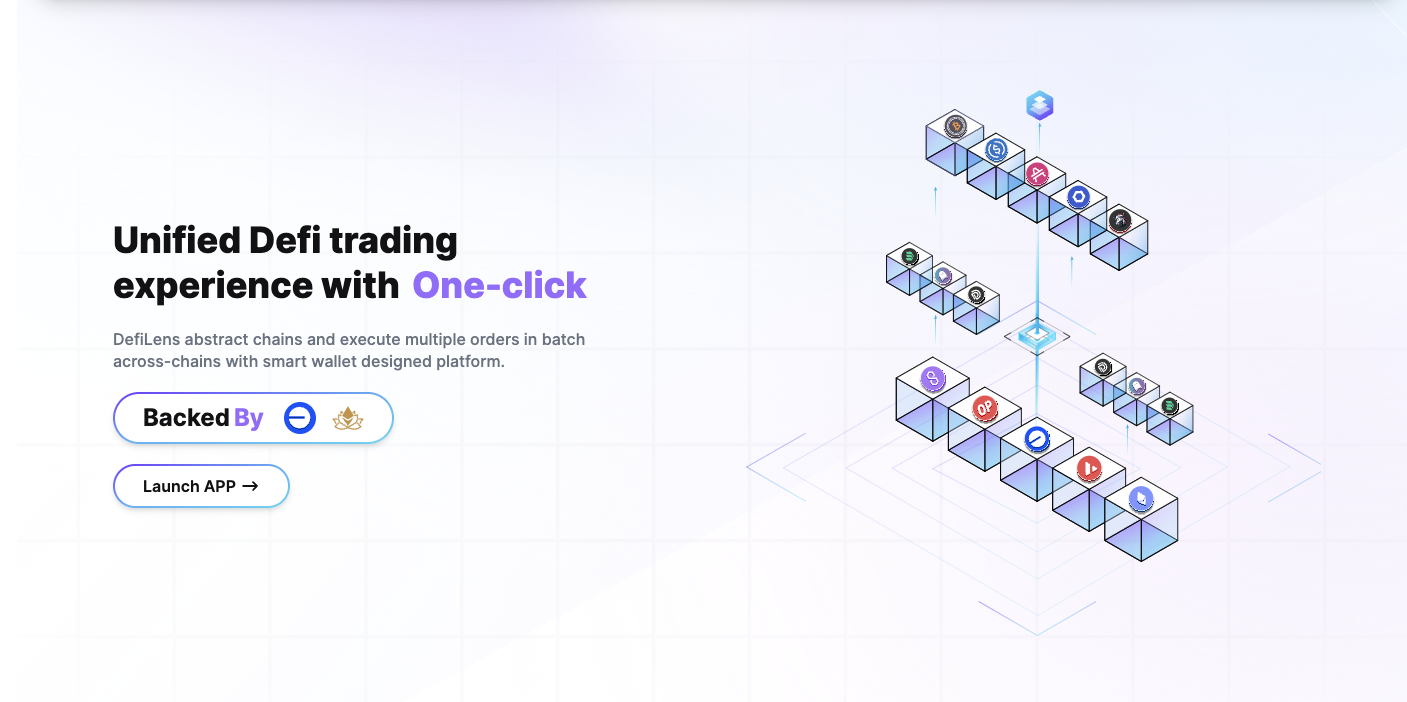 Unified Defi trading
experience with One-click
DefiLens abstract chains and execute multiple orders in batch
across-chains with smart wallet designed platform.
Backed By
Launch APP →
OP